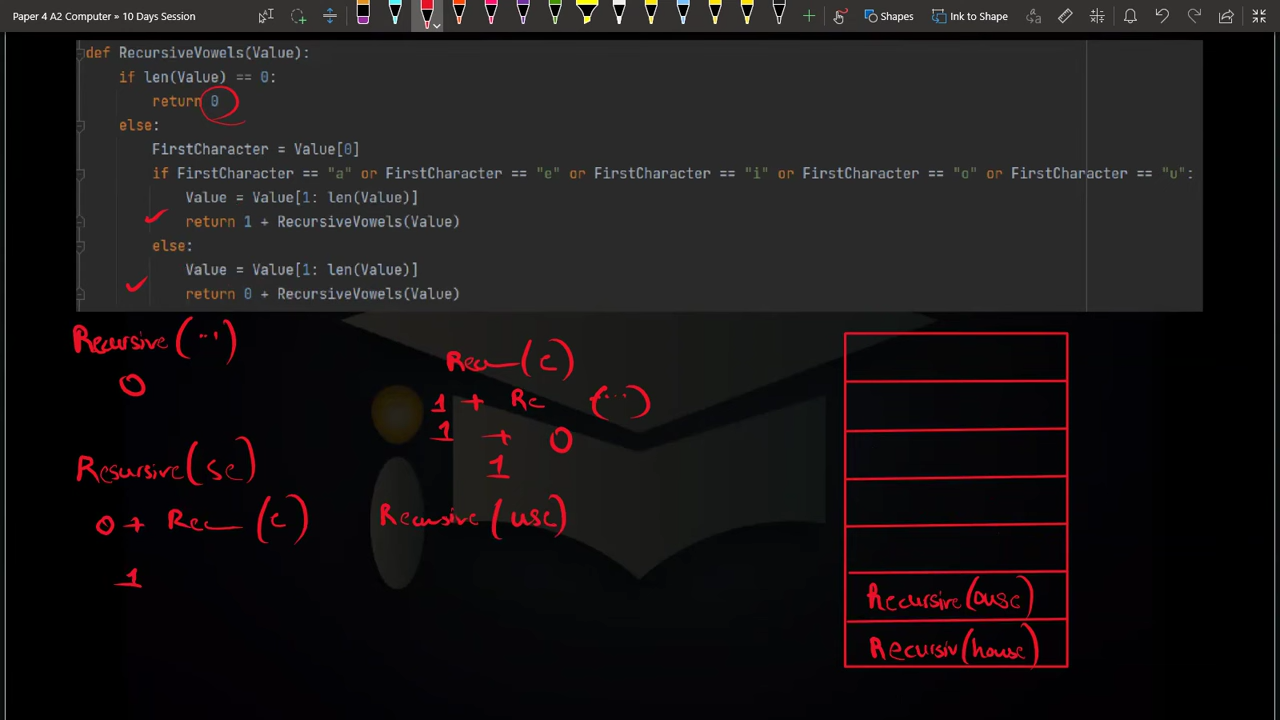 Paper 4 A2 Computer » 10 Days Session
Shapes
Ink to Shape
def RecursiveVowels(Value):
if len(Value) == 0:
return 0
else:
FirstCharacter = Value[0]
if FirstCharacter == "a" or FirstCharacter == "e" or FirstCharacter == "i" or FirstCharacter == "o" or FirstCharacter == "u":
Value = Value[1: len(Value)]
return 1 + RecursiveVowels(Value)
else:
Value = Value[1: len(Value)]
return 0 + RecursiveVowels(Value)
Recursive("")
0
Resursive(se)
0 + Rec (e)
1
Rec (e)
1 + Re ("")
1 + 0
1
Recursive(use)
Recursive(ouse)
Recursiv(house)